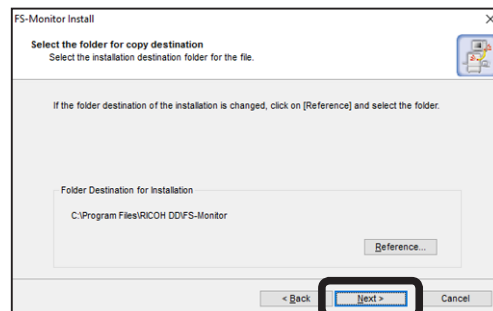 FS-Monitor Install
Select the folder for copy destination
Select the installation destination folder for the file.
If the folder destination of the installation is changed, click on [Reference] and select the folder.
Folder Destination for Installation
C:\Program Files\RICOH DD\FS-Monitor
Reference...
< Back Next > Cancel